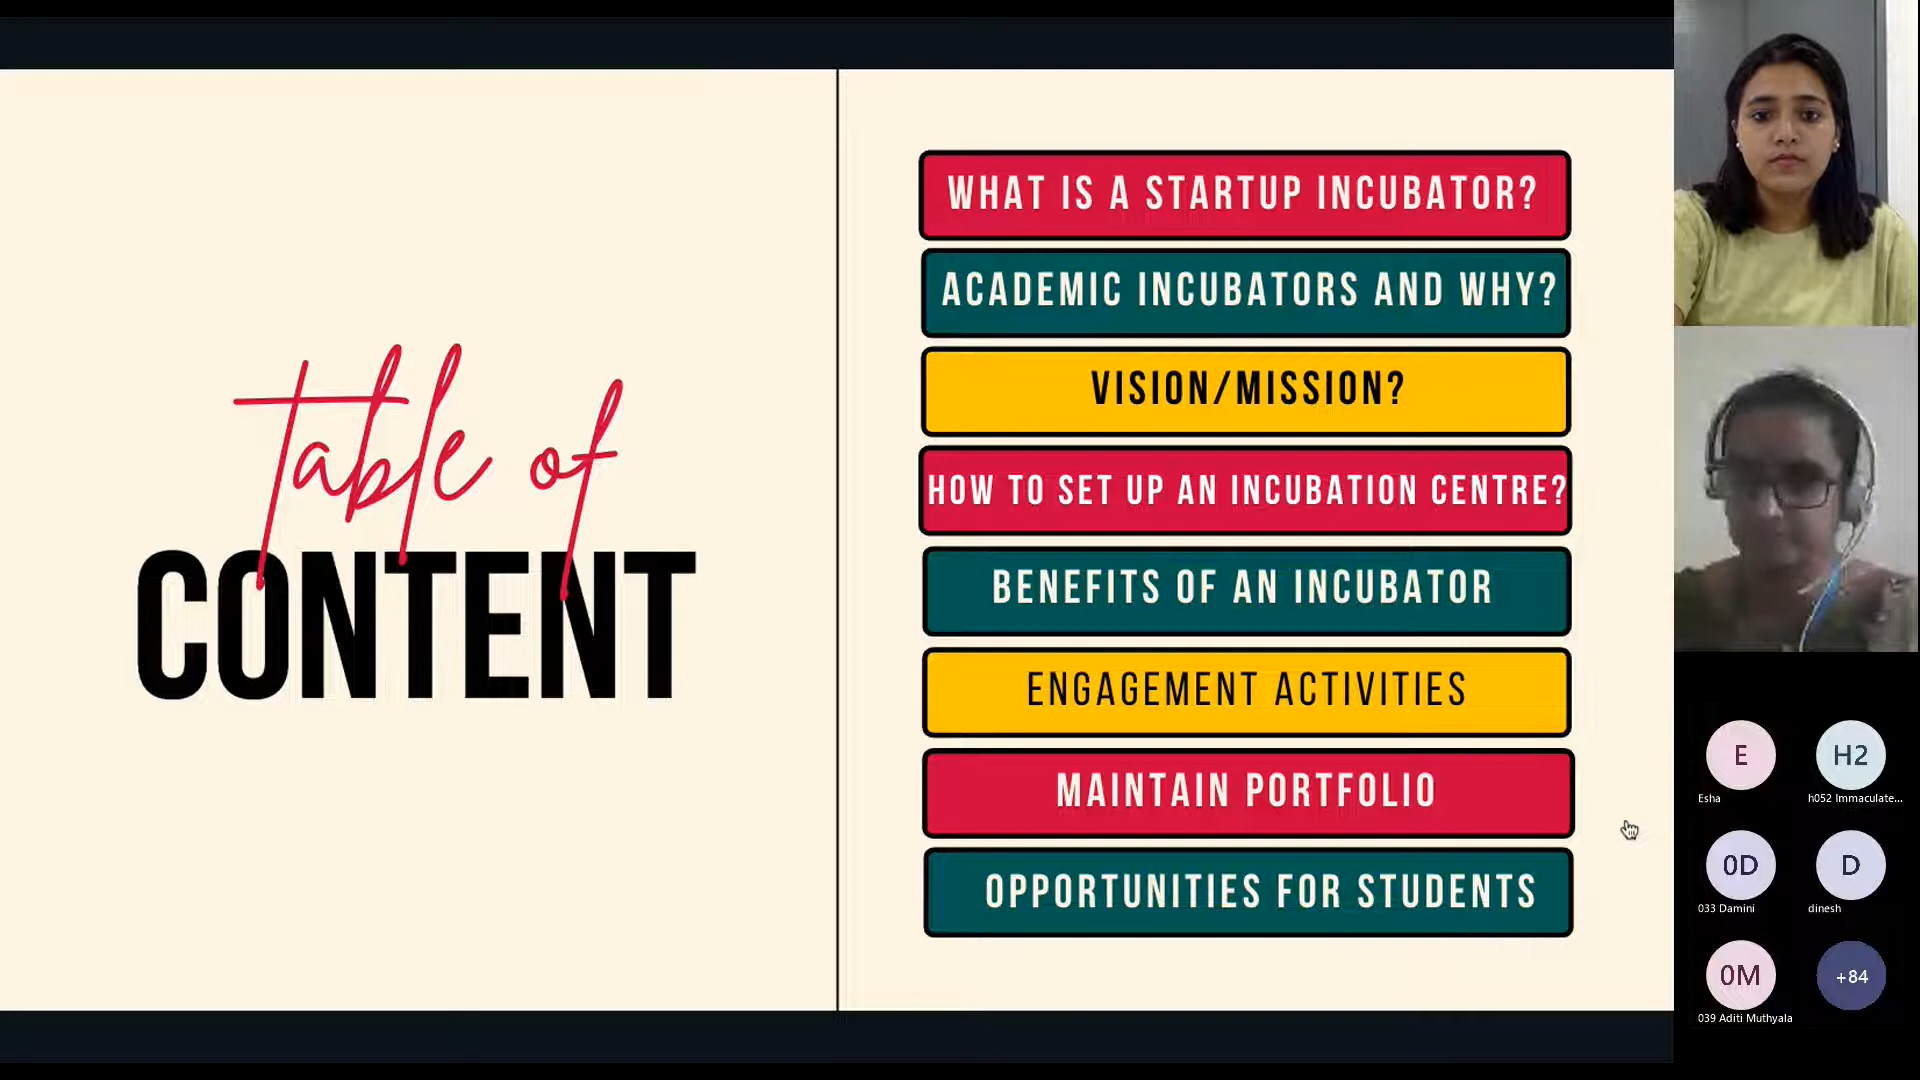 table of
CONTENT
WHAT IS A STARTUP INCUBATOR?
ACADEMIC INCUBATORS AND WHY?
VISION/MISSION?
HOW TO SET UP AN INCUBATION CENTRE?
BENEFITS OF AN INCUBATOR
ENGAGEMENT ACTIVITIES
MAINTAIN PORTFOLIO
OPPORTUNITIES FOR STUDENTS
E
Esha
H2
h052 Immaculate...
0D
033 Damini
D
dinesh
0M
039 Aditi Muthyala
+84